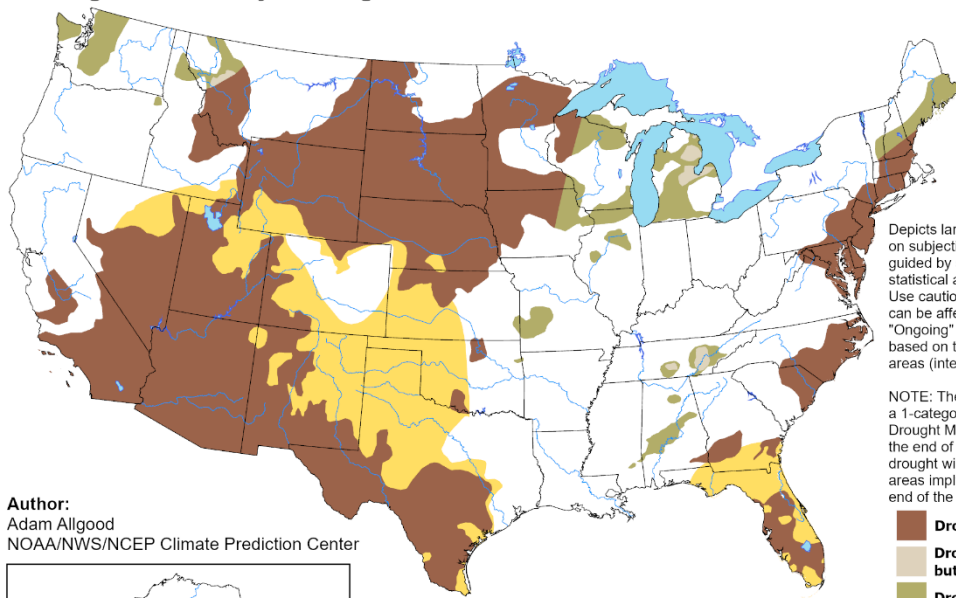 Depicts
on subjecti
guided by
statistical a
Use cautio
can be affe
"Ongoing"
based on t
areas (inte
NOTE: The
a 1-catego
Drought M
the end of
drought wi
areas impl
end of the
Author:
Adam Allgood
NOAA/NWS/NCEP Climate Prediction Center
Dro
Dro
but
Dro